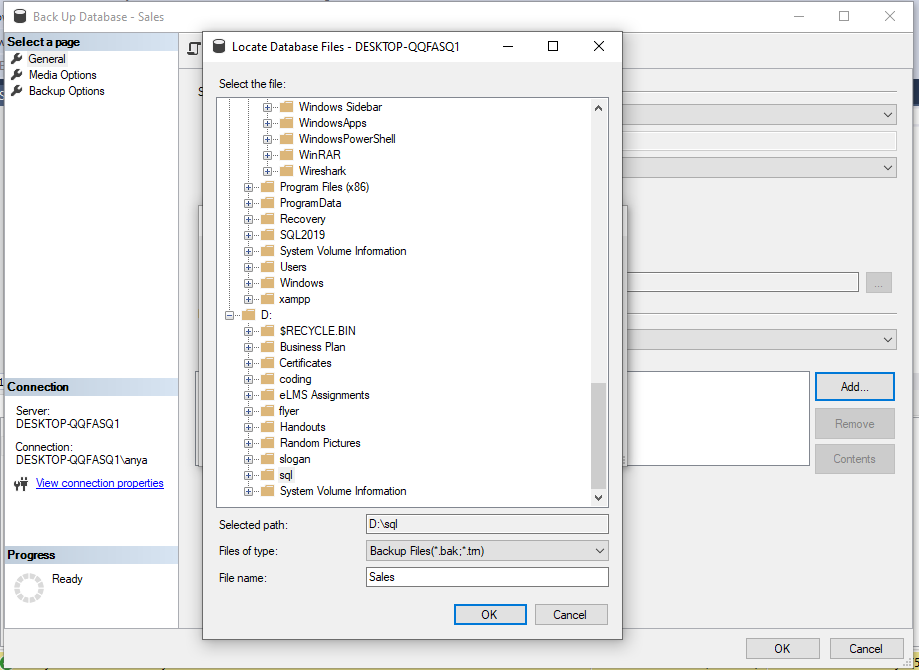 Back Up Database - Sales
Select a page
General
Media Options
Backup Options
Connection
Server:
DESKTOP-QQFASQ1
Connection:
DESKTOP-QQFASQ1\anya
View connection properties
Progress
Ready
Locate Database Files - DESKTOP-QQFASQ1
Select the file:
Windows Sidebar
WindowsApps
WindowsPowerShell
WinRAR
Wireshark
Program Files (x86)
ProgramData
Recovery
SQL2019
System Volume Information
Users
Windows
xampp
D:
$RECYCLE.BIN
Business Plan
Certificates
coding
eLMS Assignments
flyer
Handouts
Random Pictures
slogan
sql
System Volume Information
Selected path:
D:\sql
Files of type:
Backup Files(*.bak;*.trn)
File name:
Sales
OK
Cancel
...
Add...
Remove
Contents
OK
Cancel